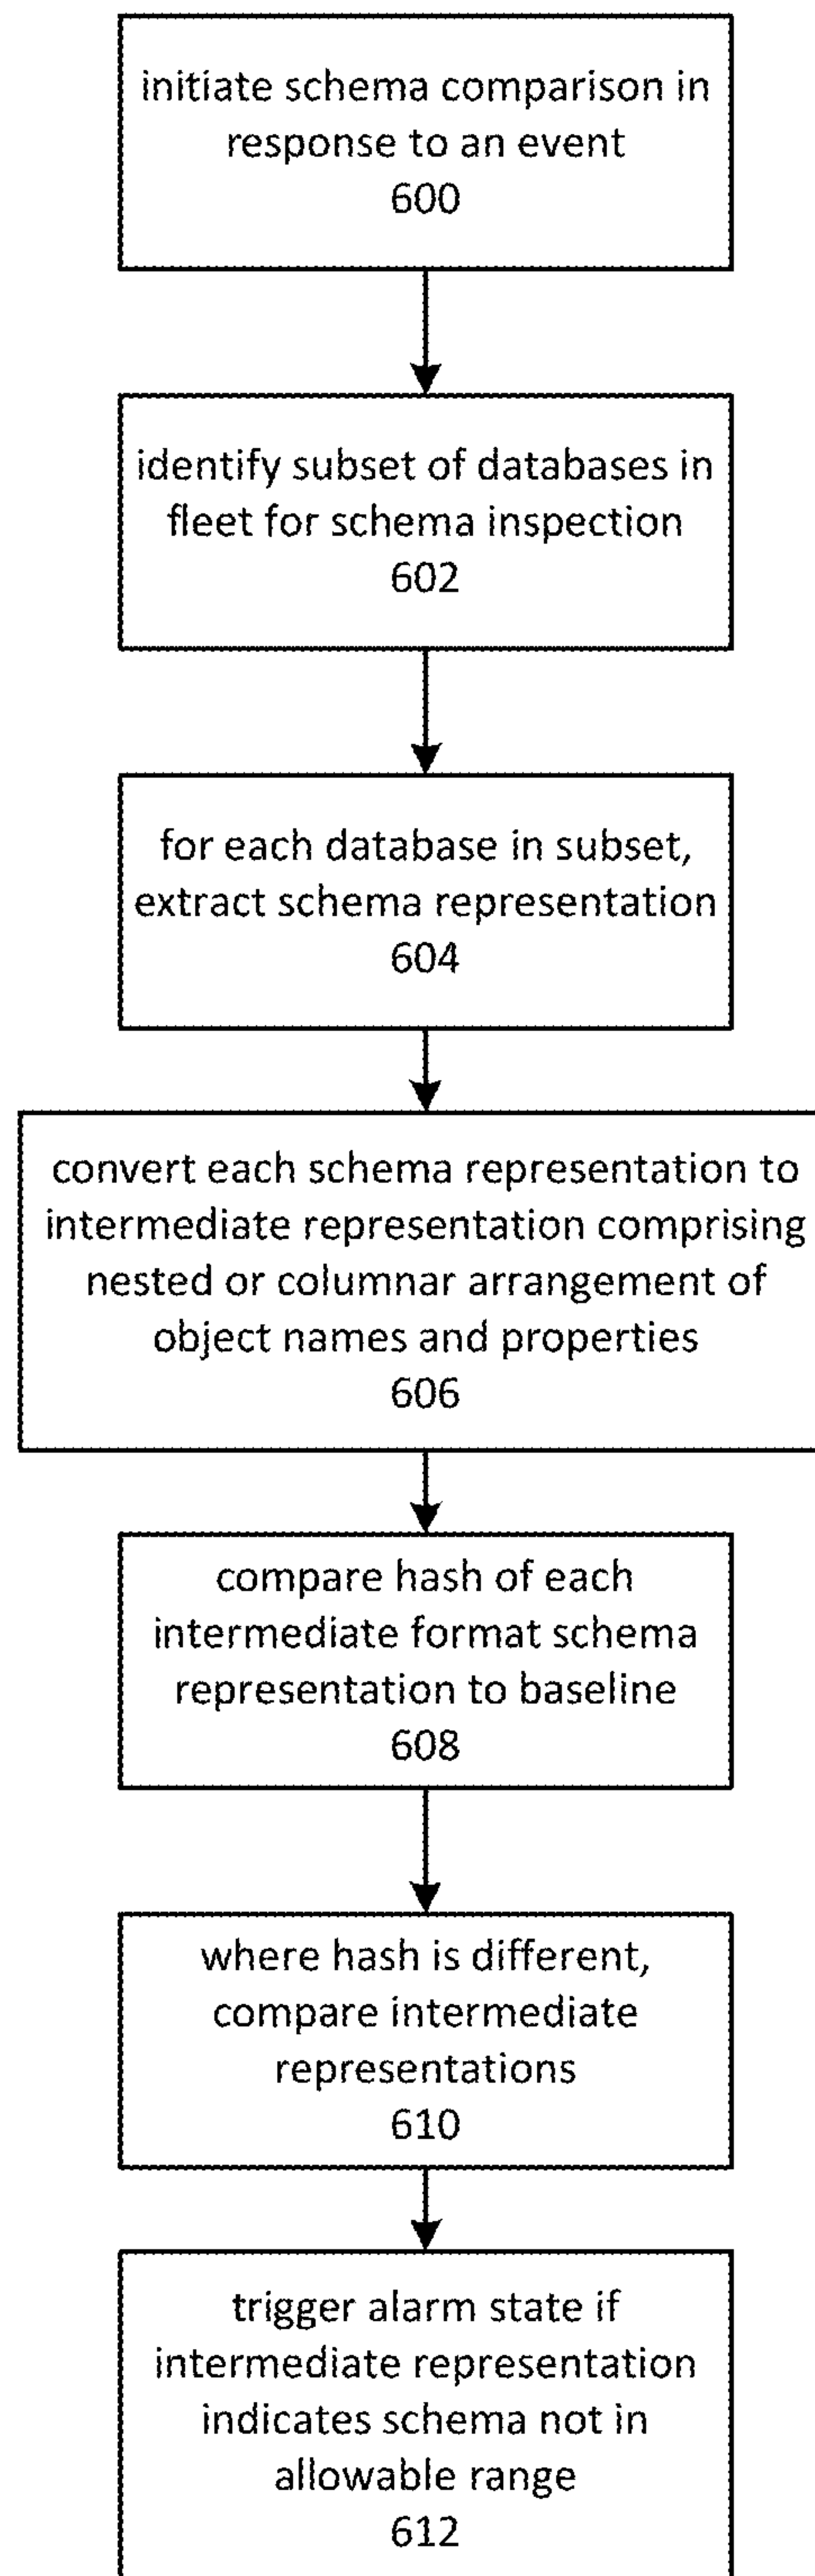 initiate schema comparison in
response to an event
600
identify subset of databases in
fleet for schema inspection
602
for each database in subset,
extract schema representation
604
convert each schema representation to
intermediate representation comprising
nested or columnar arrangement of
object names and properties
606
compare hash of each
intermediate format schema
representation to baseline
608
where hash is different,
compare intermediate
representations
610
trigger alarm state if
intermediate representation
indicates schema not in
allowable range
612